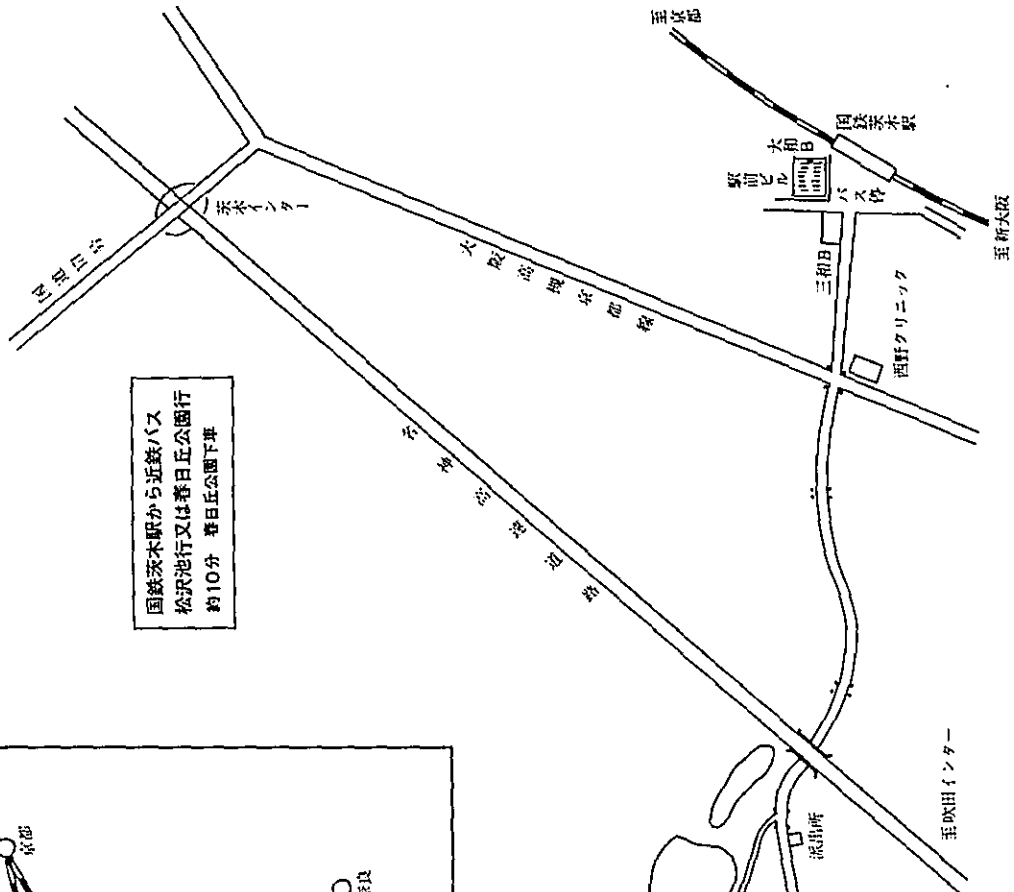 至京都
国鉄茨木駅
大和B
駅前ビル
バス停
至新大阪
三和B
西野クリニック
茨木インター
大阪高槻京都線
名神高速道路
国鉄茨木駅から近鉄バス
松沢池行又は春日丘公園行
約10分 春日丘公園下車
至吹田インター
派出所
京都